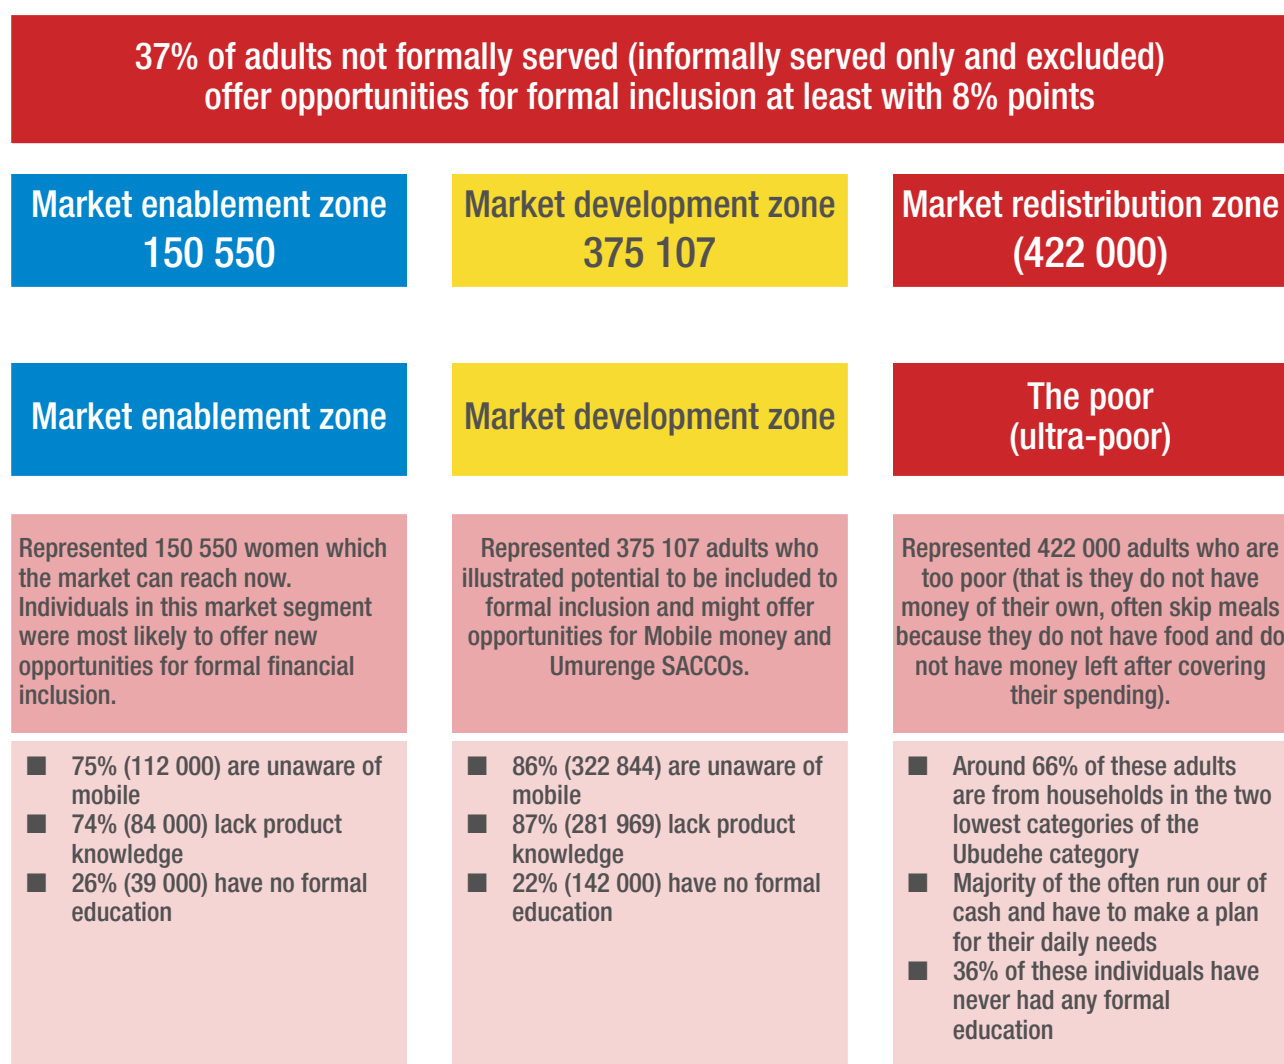 37% of adults not formally served (informally served only and excluded)
offer opportunities for formal inclusion at least with 8% points
Market enablement zone
150 550
Market development zone
375 107
Market redistribution zone
(422 000)
Market enablement zone
Market development zone
The poor
(ultra-poor)
Represented 150 550 women which
the market can reach now.
Individuals in this market segment
were most likely to offer new
opportunities for formal financial
inclusion.
Represented 375 107 adults who
illustrated potential to be included to
formal inclusion and might offer
opportunities for Mobile money and
Umurenge SACCOs.
Represented 422 000 adults who are
too poor (that is they do not have
money of their own, often skip meals
because they do not have food and do
not have money left after covering
their spending).
■ 75% (112 000) are unaware of
mobile
■ 74% (84 000) lack product
knowledge
■ 26% (39 000) have no formal
education
■ 86% (322 844) are unaware of
mobile
■ 87% (281 969) lack product
knowledge
■ 22% (142 000) have no formal
education
■ Around 66% of these adults
are from households in the two
lowest categories of the
Ubudehe category
■ Majority of the often run our of
cash and have to make a plan
for their daily needs
■ 36% of these individuals have
never had any formal
education